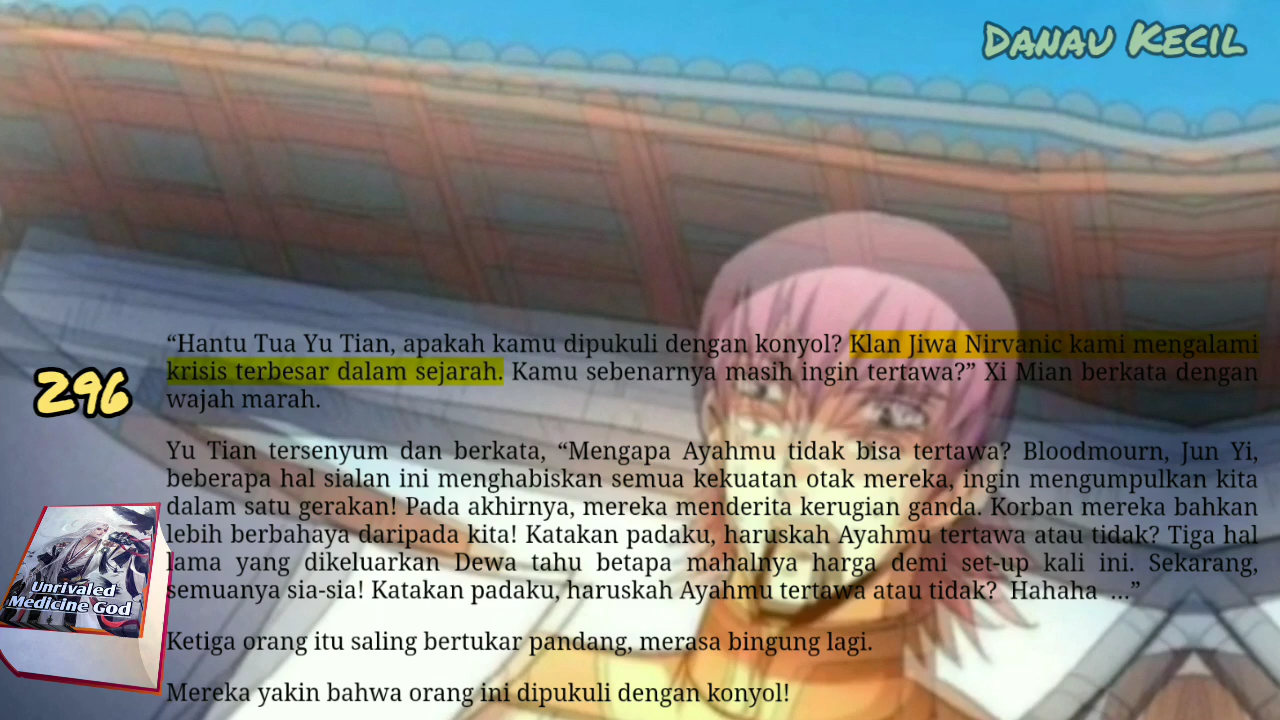 Danau Kecil
“Hantu Tua Yu Tian, apakah kamu dipukuli dengan konyol? Klan Jiwa Nirvanic kami mengalami
krisis terbesar dalam sejarah. Kamu sebenarnya masih ingin tertawa?” Xi Mian berkata dengan
wajah marah.
296
Yu Tian tersenyum dan berkata, “Mengapa Ayahmu tidak bisa tertawa? Bloodmourn, Jun Yi,
beberapa hal sialan ini menghabiskan semua kekuatan otak mereka, ingin mengumpulkan kita
dalam satu gerakan! Pada akhirnya, mereka menderita kerugian ganda. Korban mereka bahkan
lebih berbahaya daripada kita! Katakan padaku, haruskah Ayahmu tertawa atau tidak? Tiga hal
lama yang dikeluarkan Dewa tahu betapa mahalnya harga demi set-up kali ini. Sekarang,
semuanya sia-sia! Katakan padaku, haruskah Ayahmu tertawa atau tidak? Hahaha …”
Unrivaled
Medicine God
Ketiga orang itu saling bertukar pandang, merasa bingung lagi.
Mereka yakin bahwa orang ini dipukuli dengan konyol!